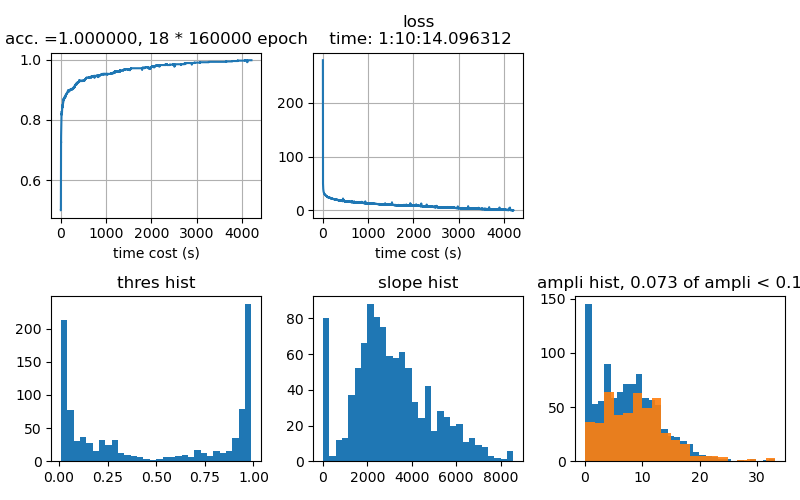 acc. =1.000000, 18 * 160000 epoch
loss
time: 1:10:14.096312
1.0
0.8
0.6
0 1000 2000 3000 4000
time cost (s)
200
100
0
0 1000 2000 3000 4000
time cost (s)
thres hist
200
150
100
50
0
0.00 0.25 0.50 0.75 1.00
slope hist
80
60
40
20
0
0 2000 4000 6000 8000
ampli hist, 0.073 of ampli < 0.1
150
100
50
0
0 10 20 30